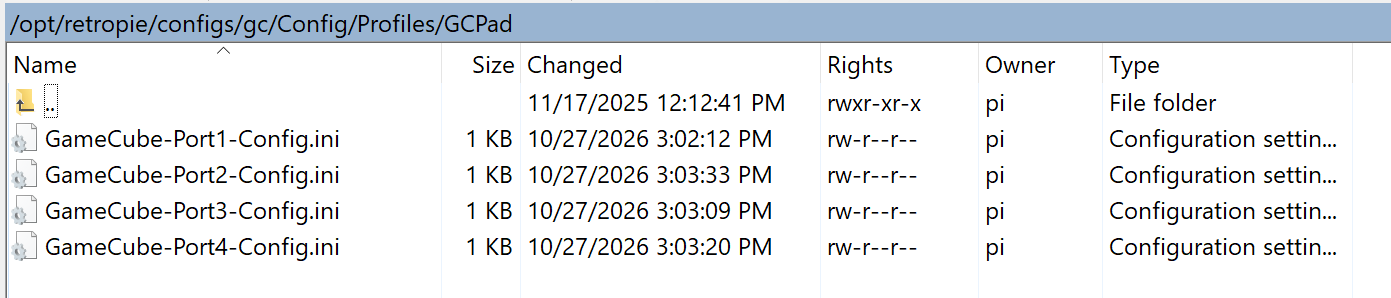 /opt/retropie/configs/gc/Config/Profiles/GCPad
Name Size Changed Rights Owner Type
.. 11/17/2025 12:12:41 PM rwxr-xr-x pi File folder
GameCube-Port1-Config.ini 1 KB 10/27/2026 3:02:12 PM rw-r--r-- pi Configuration settin...
GameCube-Port2-Config.ini 1 KB 10/27/2026 3:03:33 PM rw-r--r-- pi Configuration settin...
GameCube-Port3-Config.ini 1 KB 10/27/2026 3:03:09 PM rw-r--r-- pi Configuration settin...
GameCube-Port4-Config.ini 1 KB 10/27/2026 3:03:20 PM rw-r--r-- pi Configuration settin...